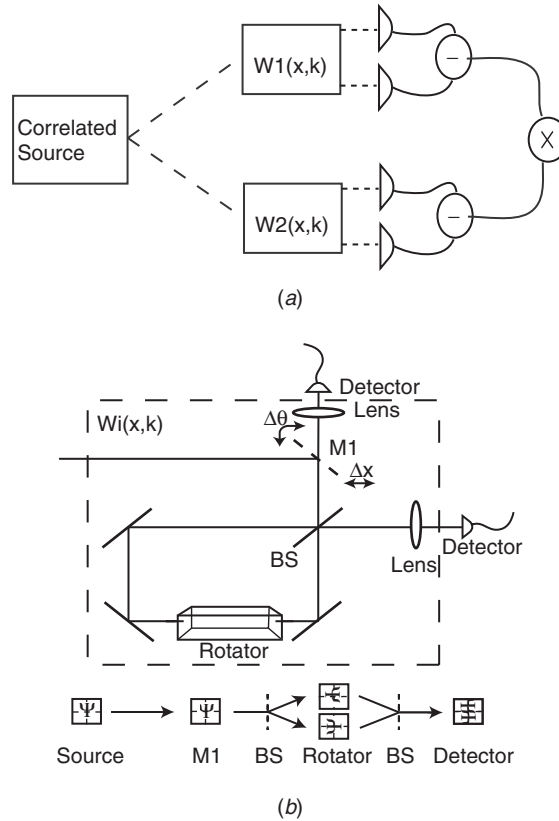 Correlated
Source
W1(x,k)
W2(x,k)
−
−
X
(a)
Wi(x,k)
Detector
Lens
Δθ
M1
Δx
BS
Lens
Detector
Rotator
Ψ Ψ
Source M1 BS Rotator BS Detector
(b)